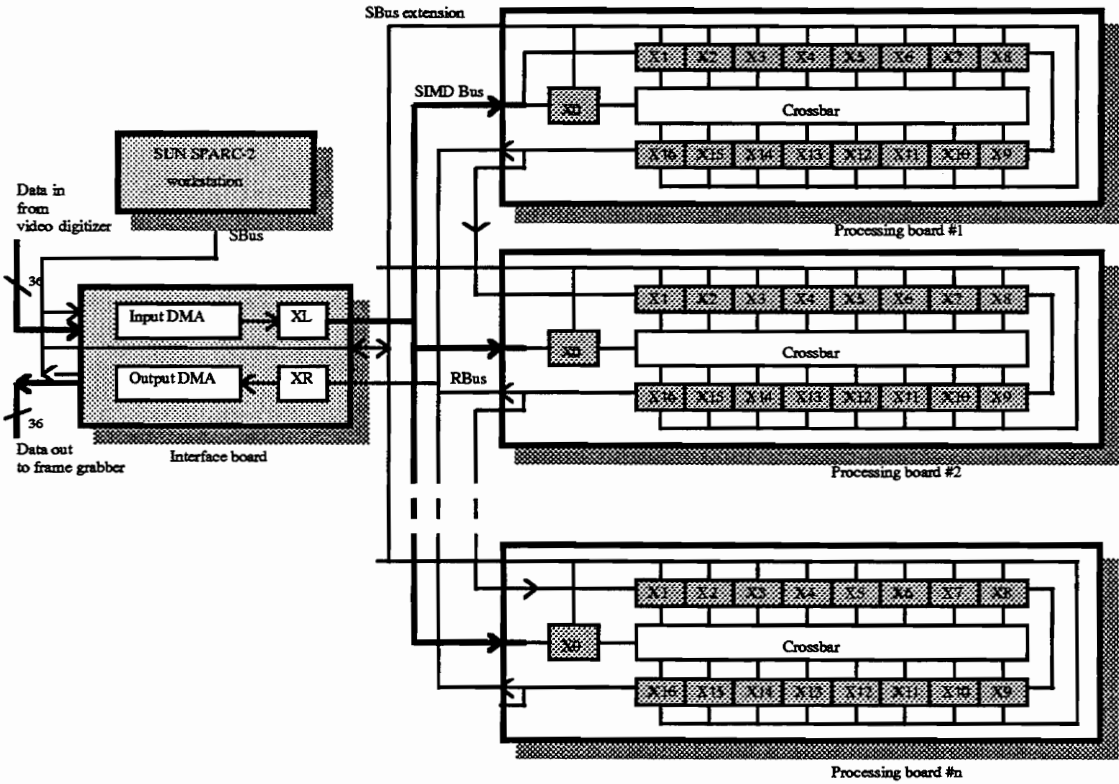 SBus extension
X1 X2 X3 X4 X5 X6 X7 X8
SIMD Bus
X0
Crossbar
X16 X15 X14 X13 X12 X11 X10 X9
Processing board #1
SUN SPARC-2
workstation
Data in
from
video digitizer
SBus
36
Input DMA
XL
Output DMA
XR
36
Data out
to frame grabber
Interface board
X1 X2 X3 X4 X5 X6 X7 X8
X0
Crossbar
RBus
X16 X15 X14 X13 X12 X11 X10 X9
Processing board #2
X1 X2 X3 X4 X5 X6 X7 X8
X0
Crossbar
X16 X15 X14 X13 X12 X11 X10 X9
Processing board #n